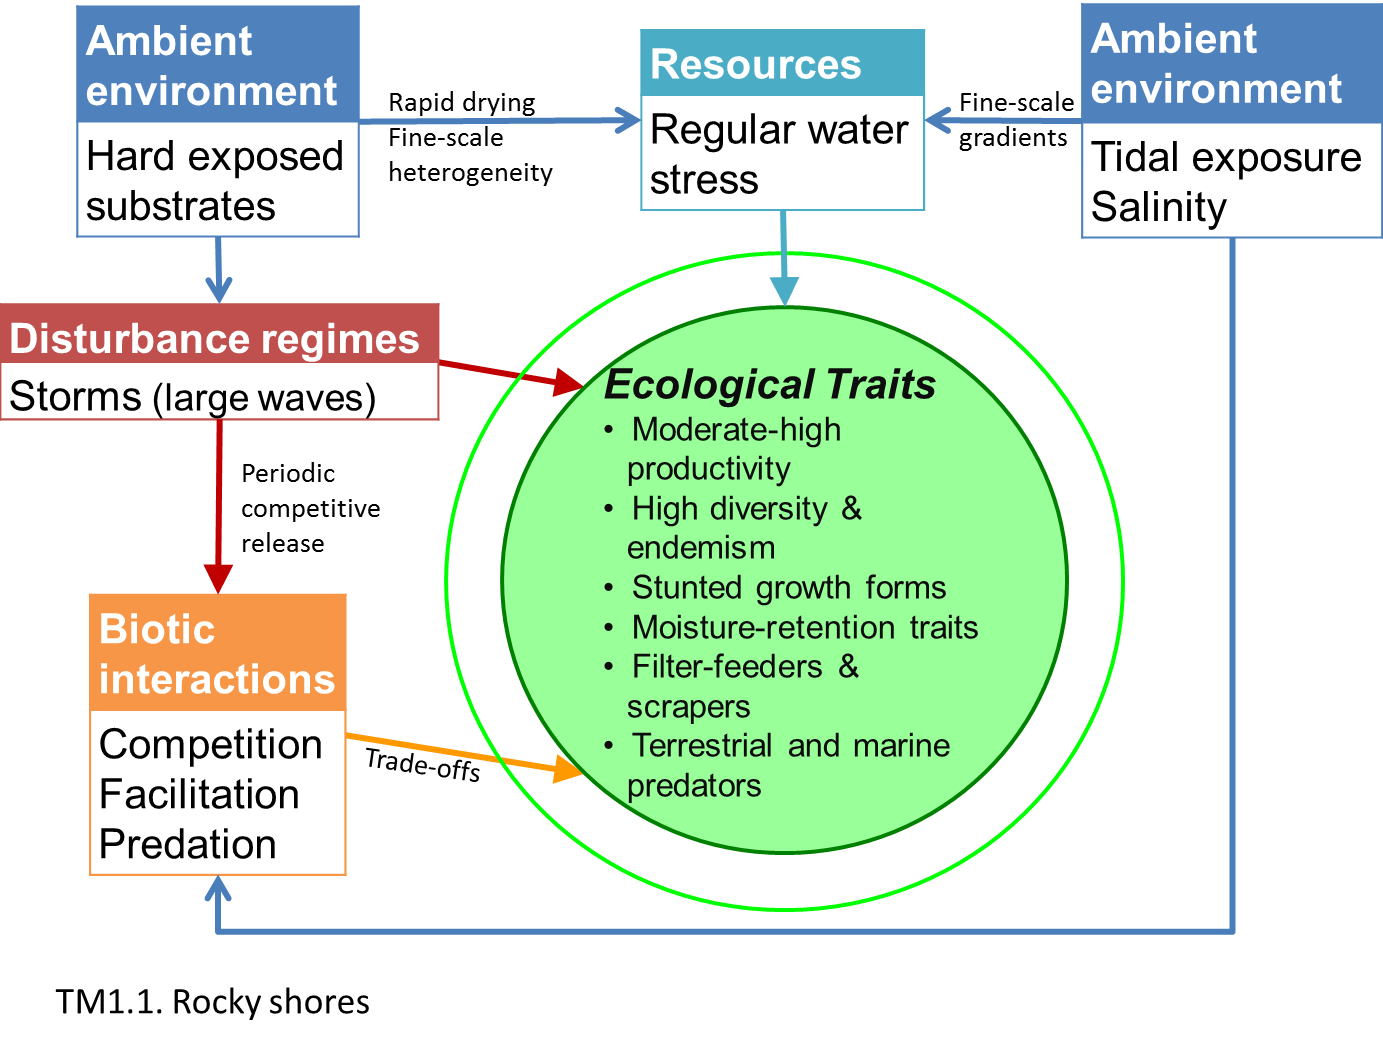 Ambient
environment
Hard exposed
substrates
Rapid drying
Fine-scale
heterogeneity
Resources
Regular water
stress
Fine-scale
gradients
Ambient
environment
Tidal exposure
Salinity
Disturbance regimes
Storms (large waves)
Periodic
competitive
release
Biotic
interactions
Competition
Facilitation
Predation
Trade-offs
Ecological Traits
• Moderate-high
productivity
• High diversity &
endemism
• Stunted growth forms
• Moisture-retention traits
• Filter-feeders &
scrapers
• Terrestrial and marine
predators
TM1.1. Rocky shores